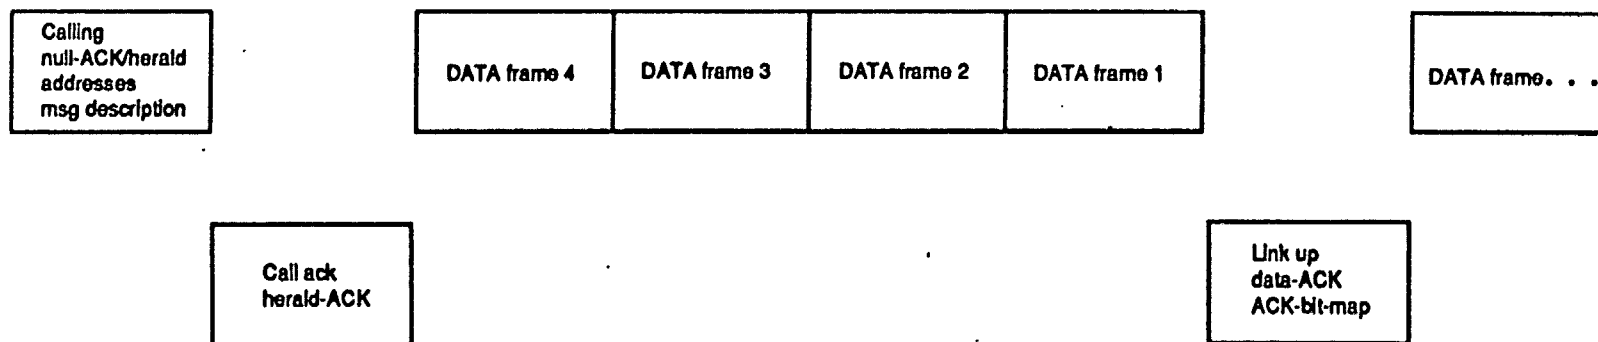 Calling
null-ACK/herald
addresses
msg description
DATA frame 4
DATA frame 3
DATA frame 2
DATA frame 1
DATA frame. . .
Call ack
herald-ACK
Link up
data-ACK
ACK-bit-map